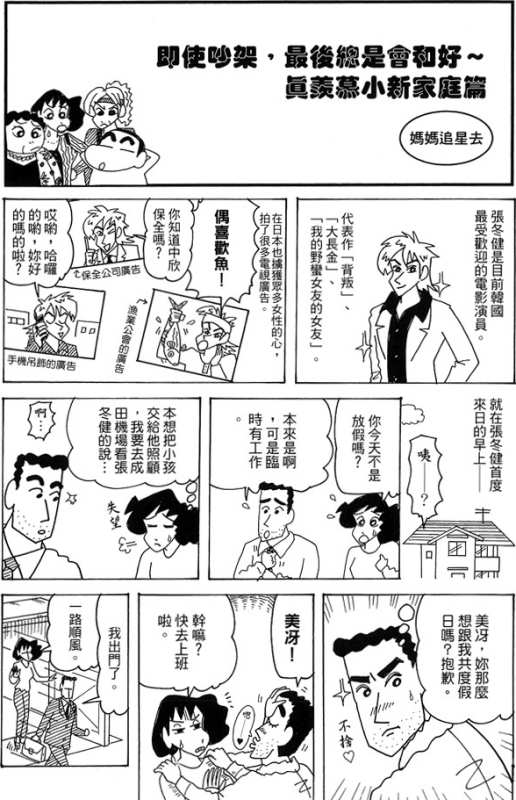 即使吵架，最後總是會和好～
真羨慕小新家庭篇
媽媽追星去
張冬健是目前韓國
最受歡迎的電影演員。
代表作「背叛」、
「大長金」、
「我的野蠻女友的女友」。
在日本也擄獲眾多女性的心，
拍了很多電視廣告。
偶喜歡魚！
漁業公會的廣告
你知道中欣
保全嗎？
七保全公司廣告
哎喲，哈囉
的喲，妳好
的嗎的啦？
手機吊飾的廣告
就在張冬健首度
來日的早上──
咦──？
你今天不是
放假嗎？
本來是啊
，可是臨
時有工作
。
本想把小孩
交給他照顧
，我要去成
田機場看張
冬健的說…
失望
啊…
美冴，妳那麼
想跟我共度假
日嗎？抱歉。
不捨♡
美冴！
嗯
幹嘛？
快去上班
啦。
我出門了。
一路順風。